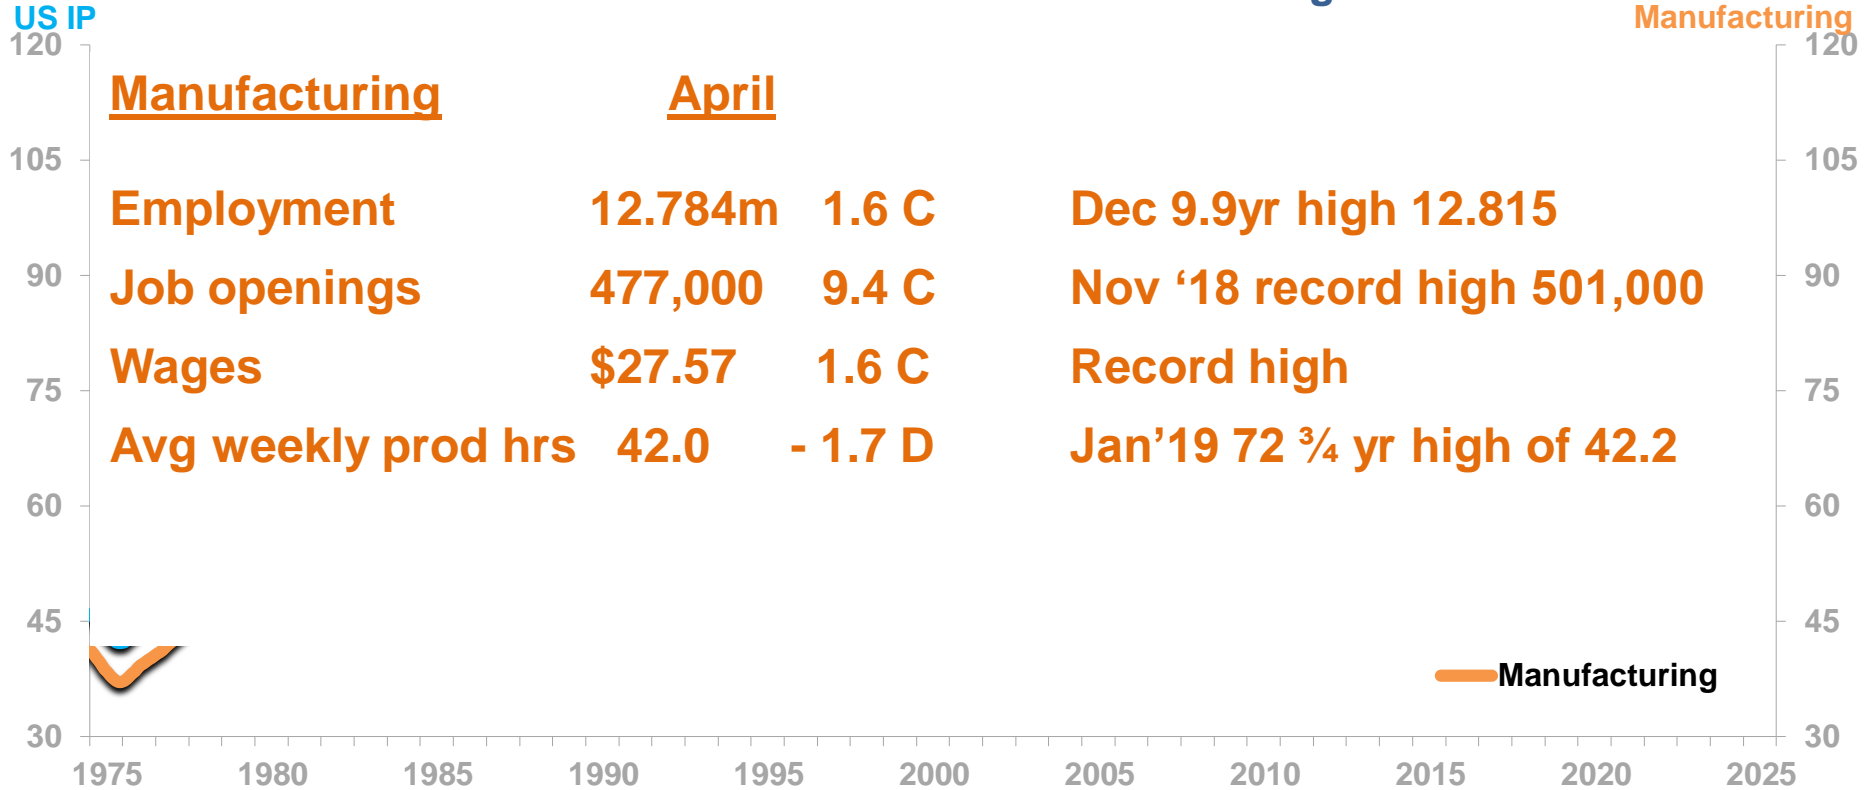 US IP
Manufacturing
120 120
Manufacturing April
105 105
Employment 12.784m 1.6 C Dec 9.9yr high 12.815
90 90
Job openings 477,000 9.4 C Nov ‘18 record high 501,000
Wages $27.57 1.6 C Record high
75 75
Avg weekly prod hrs 42.0 - 1.7 D Jan’19 72 ¾ yr high of 42.2
60 60
45 45
Manufacturing
30 30
1975 1980 1985 1990 1995 2000 2005 2010 2015 2020 2025